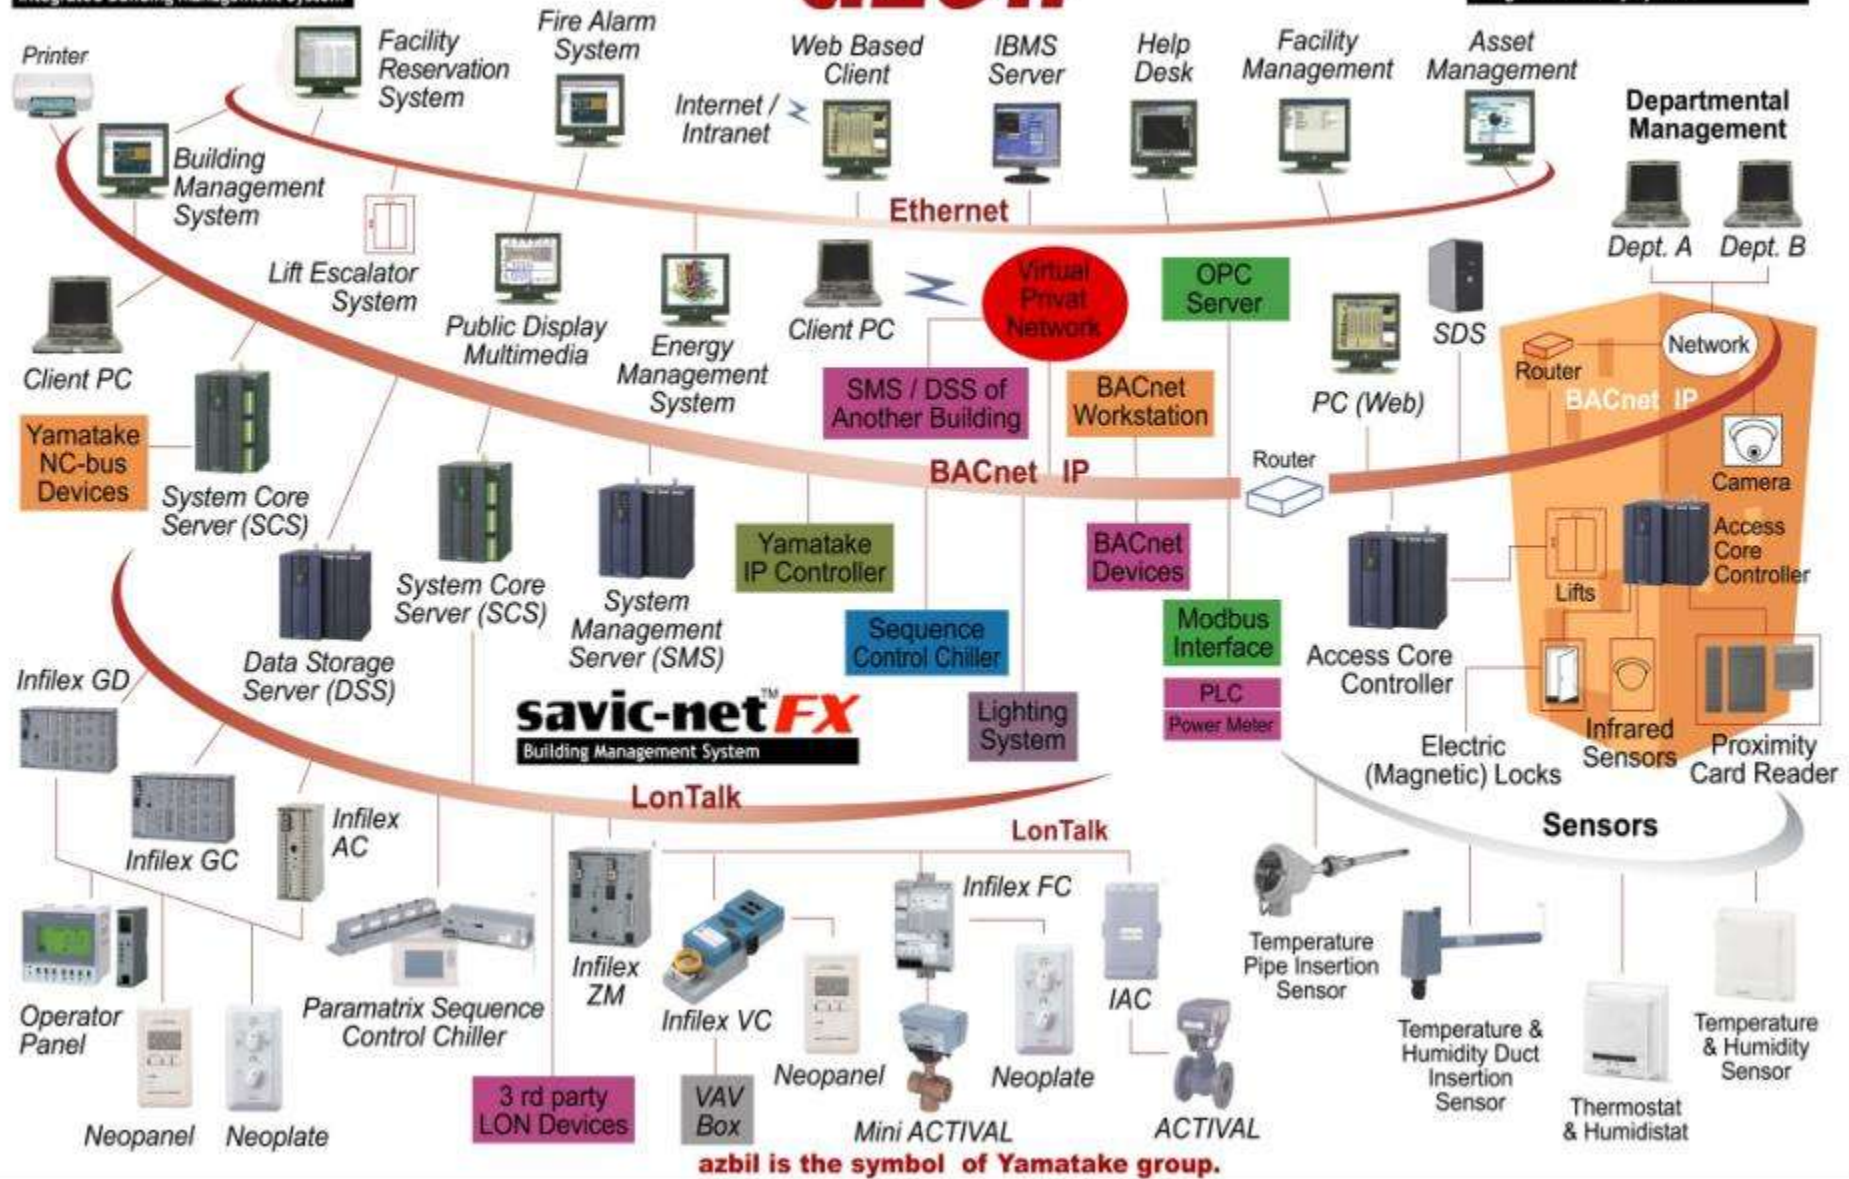 Integrated Building Management System
azbil
Printer
Facility
Reservation
System
Fire Alarm
System
Internet /
Intranet
Web Based
Client
IBMS
Server
Help
Desk
Facility
Management
Asset
Management
Departmental
Management
Building
Management
System
Ethernet
Dept. A
Dept. B
Lift Escalator
System
Public Display
Multimedia
Energy
Management
System
Client PC
Virtual
Privat
Network
OPC
Server
SDS
PC (Web)
Router
Network
BACnet IP
Client PC
SMS / DSS of
Another Building
BACnet
Workstation
Yamatake
NC-bus
Devices
System Core
Server (SCS)
BACnet IP
Router
Camera
Data Storage
Server (DSS)
System Core
Server (SCS)
System
Management
Server (SMS)
Yamatake
IP Controller
BACnet
Devices
Sequence
Control Chiller
Modbus
Interface
PLC
Power Meter
Lighting
System
Access Core
Controller
Lifts
Access
Core
Controller
Electric
(Magnetic) Locks
Infrared
Sensors
Proximity
Card Reader
savic-net™FX
Building Management System
Infilex GD
Infilex GC
Infilex
AC
LonTalk
LonTalk
Sensors
Operator
Panel
Neopanel
Neoplate
Paramatrix Sequence
Control Chiller
Infilex
ZM
Infilex VC
Neopanel
Infilex FC
Neoplate
IAC
3 rd party
LON Devices
VAV
Box
Mini ACTIVAL
ACTIVAL
Temperature
Pipe Insertion
Sensor
Temperature &
Humidity Duct
Insertion
Sensor
Thermostat
& Humidistat
Temperature
& Humidity
Sensor
azbil is the symbol of Yamatake group.